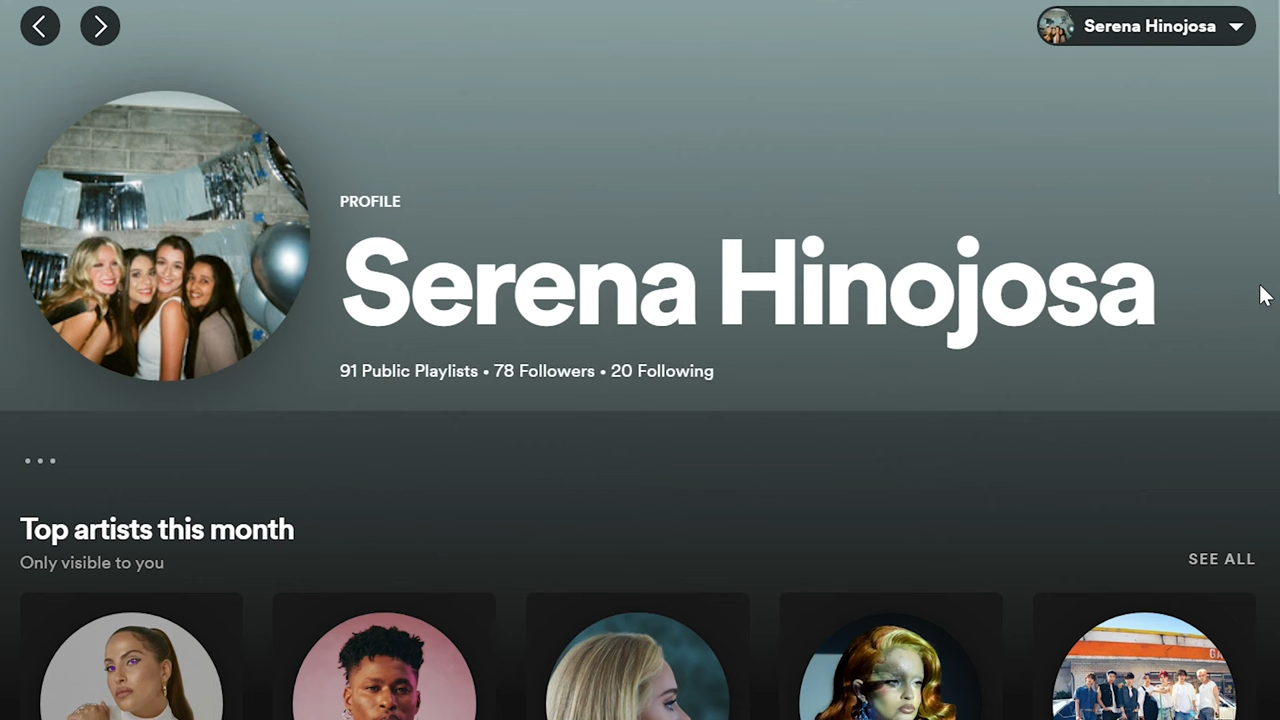 Serena Hinojosa
PROFILE
Serena Hinojosa
91 Public Playlists • 78 Followers • 20 Following
Top artists this month
Only visible to you
SEE ALL